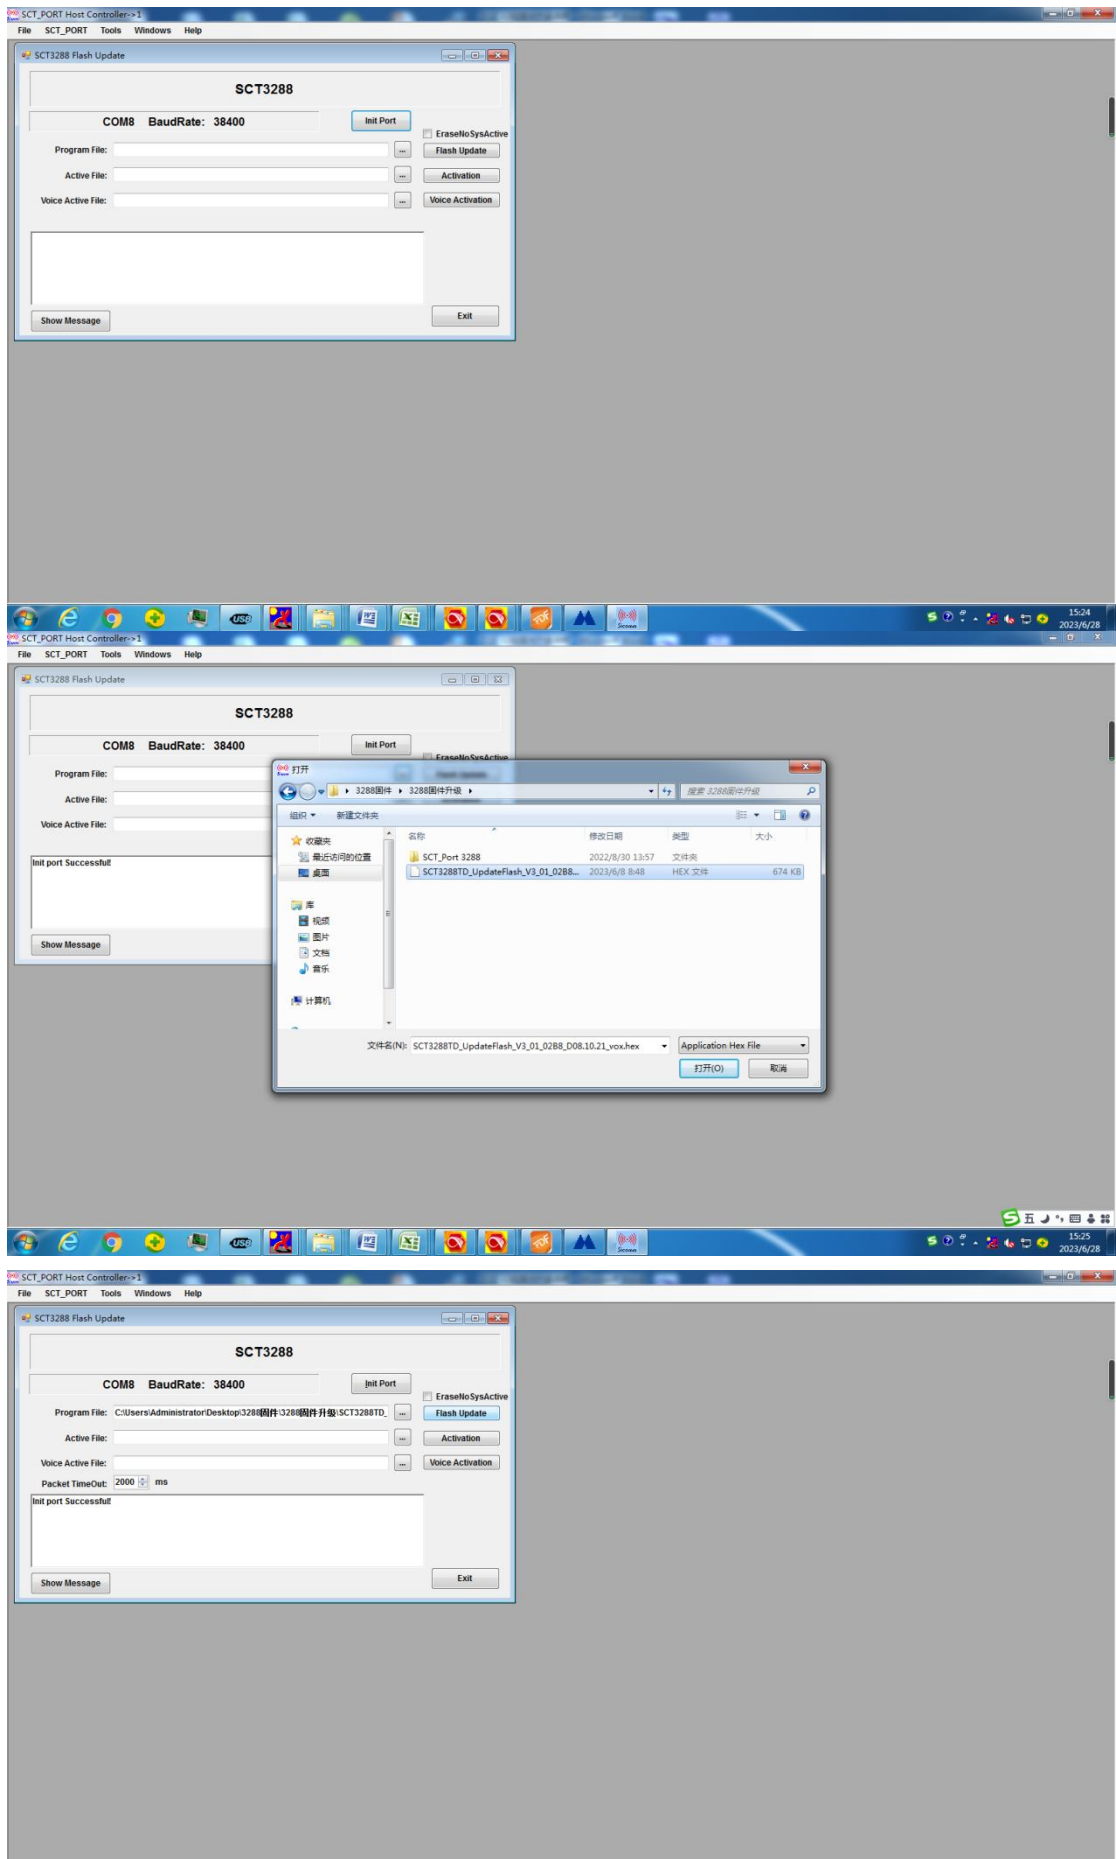 SCT_PORT Host Controller->1
File SCT_PORT Tools Windows Help
SCT3288 Flash Update
SCT3288
COM8 BaudRate: 38400 Init Port
EraseNoSysActive
Program File: ... Flash Update
Active File: ... Activation
Voice Active File: ... Voice Activation
Show Message Exit
15:24
2023/6/28
SCT_PORT Host Controller->1
File SCT_PORT Tools Windows Help
SCT3288 Flash Update
SCT3288
COM8 BaudRate: 38400 Init Port
EraseNoSysActive
Program File:
Active File:
Voice Active File:
Init port Successful!
Show Message
打开
3288固件 3288固件升级
搜索 3288固件升级
组织 新建文件夹
名称 修改日期 类型 大小
收藏夹
最近访问的位置
桌面
库
视频
图片
文档
音乐
计算机
SCT_Port 3288 2022/8/30 13:57 文件夹
SCT3288TD_UpdateFlash_V3_01_02B8... 2023/6/8 8:48 HEX 文件 674 KB
文件名(N): SCT3288TD_UpdateFlash_V3_01_02B8_D08.10.21_vox.hex Application Hex File
打开(O) 取消
五
15:25
2023/6/28
SCT_PORT Host Controller->1
File SCT_PORT Tools Windows Help
SCT3288 Flash Update
SCT3288
COM8 BaudRate: 38400 Init Port
EraseNoSysActive
Program File: C:\Users\Administrator\Desktop\3288固件\3288固件升级\SCT3288TD_ ... Flash Update
Active File: ... Activation
Voice Active File: ... Voice Activation
Packet TimeOut: 2000 ms
Init port Successful!
Show Message Exit